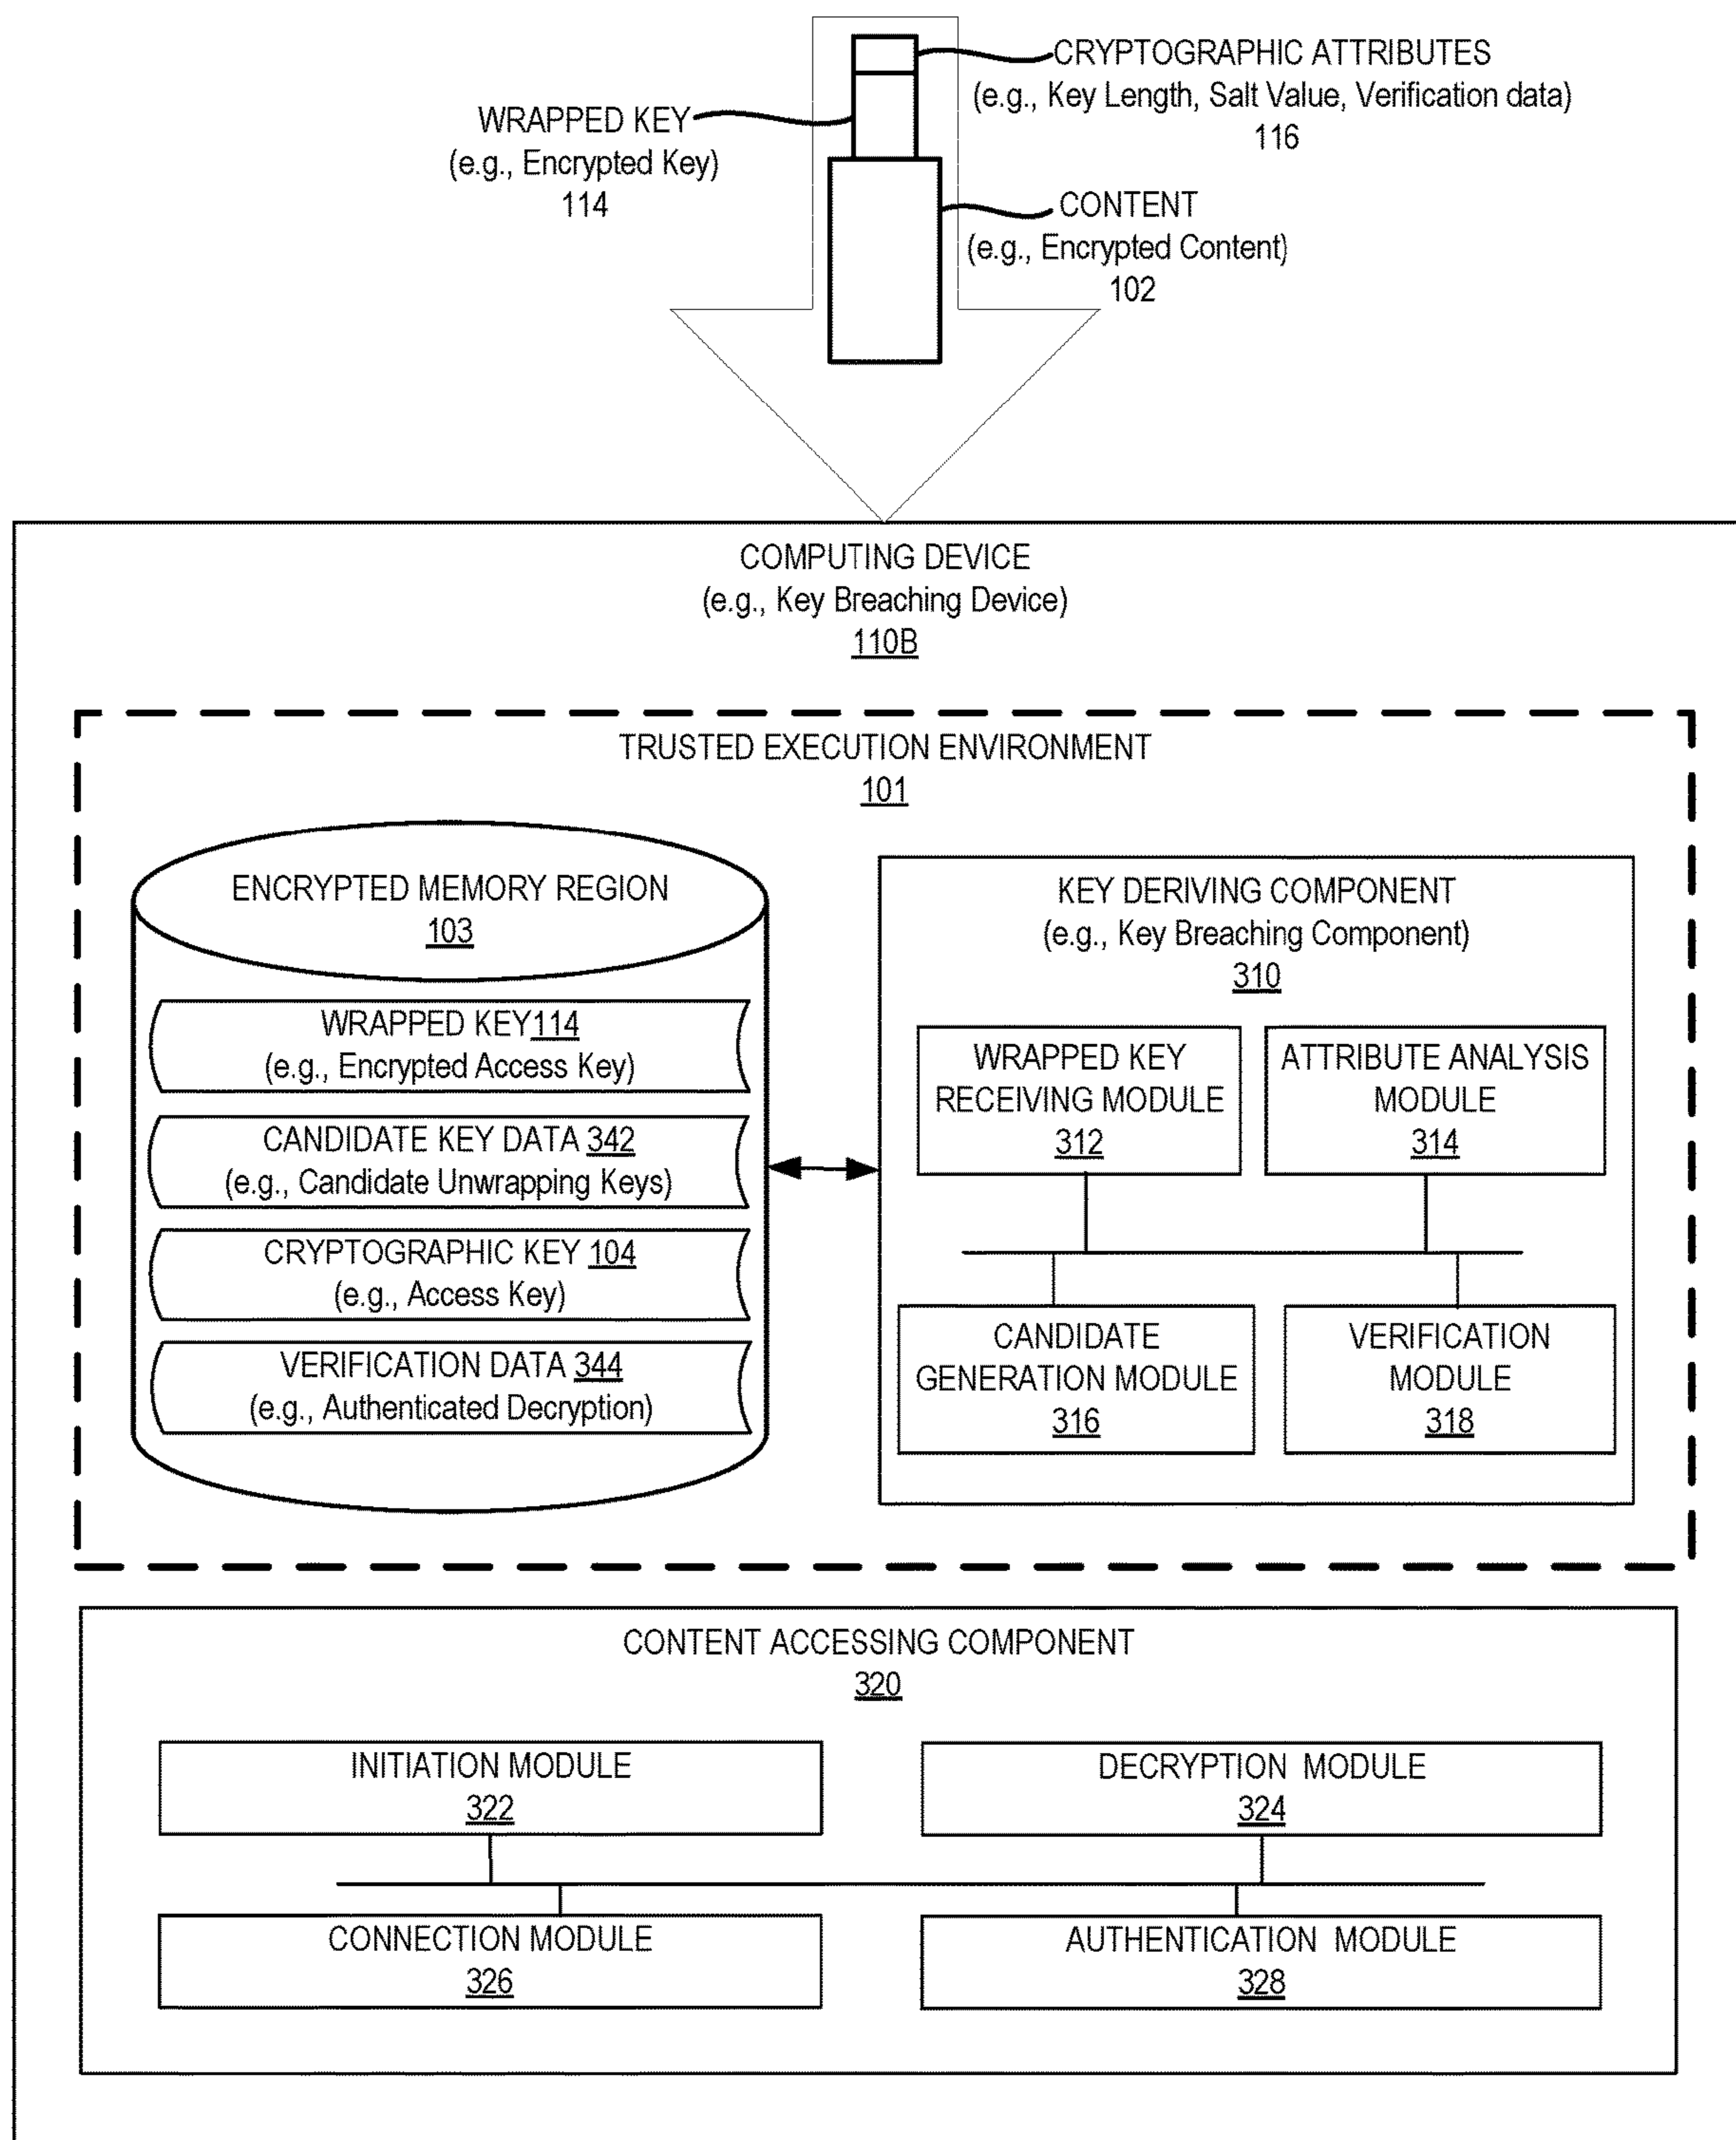 CRYPTOGRAPHIC ATTRIBUTES
(e.g., Key Length, Salt Value, Verification data)
116
WRAPPED KEY
(e.g., Encrypted Key)
114
CONTENT
(e.g., Encrypted Content)
102
COMPUTING DEVICE
(e.g., Key Breaching Device)
110B
TRUSTED EXECUTION ENVIRONMENT
101
ENCRYPTED MEMORY REGION
103
WRAPPED KEY114
(e.g., Encrypted Access Key)
CANDIDATE KEY DATA 342
(e.g., Candidate Unwrapping Keys)
CRYPTOGRAPHIC KEY 104
(e.g., Access Key)
VERIFICATION DATA 344
(e.g., Authenticated Decryption)
KEY DERIVING COMPONENT
(e.g., Key Breaching Component)
310
WRAPPED KEY
RECEIVING MODULE
312
ATTRIBUTE ANALYSIS
MODULE
314
CANDIDATE
GENERATION MODULE
316
VERIFICATION
MODULE
318
CONTENT ACCESSING COMPONENT
320
INITIATION MODULE
322
DECRYPTION MODULE
324
CONNECTION MODULE
326
AUTHENTICATION MODULE
328